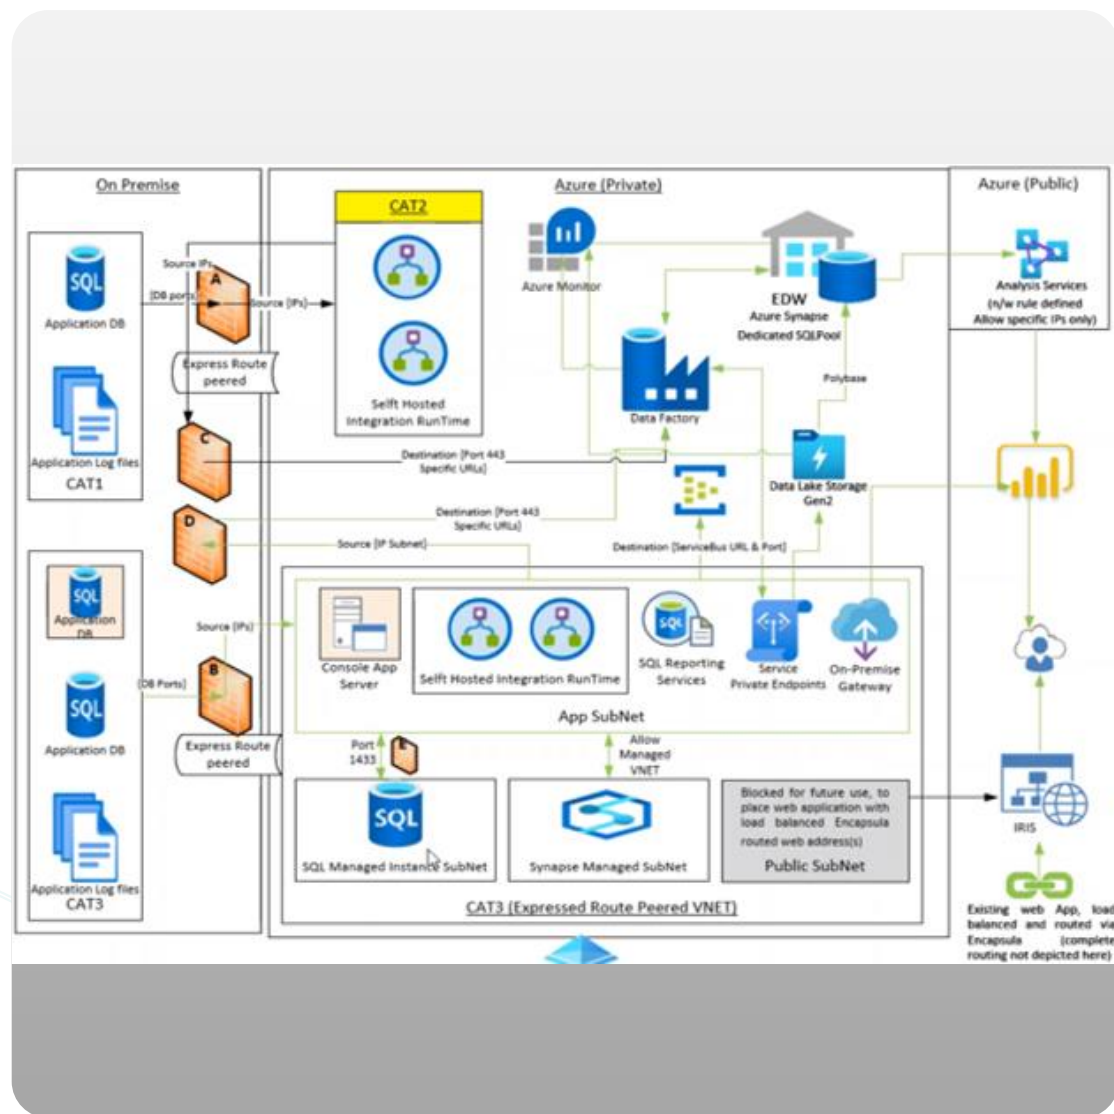 On Premise
Azure (Private)
Azure (Public)
CAT2
Source IPs
A
[DB ports
Source [IPs]
SQL
Application DB
Azure Monitor
EDW
Azure Synapse
Dedicated SQLPool
Analysis Services
(n/w rule defined
Allow specific IPs only)
Express Route
peered
Polybase
Selft Hosted
Integration RunTime
Data Factory
C
Application Log files
CAT1
Destination [Port 443
Specific URLs]
Data Lake Storage
Gen2
D
Destination [Port 443
Specific URLs]
Source [IP Subnet]
Destination [ServiceBus URL & Port]
SQL
Application
DB
Source [IPs]
Console App
Server
Selft Hosted Integration RunTime
SQL
SQL Reporting
Services
Service
Private Endpoints
On-Premise
Gateway
[DB Ports]
B
SQL
Application DB
App SubNet
Express Route
peered
Port
1433
E
Allow
Managed
VNET
SQL
SQL Managed Instance SubNet
Synapse Managed SubNet
Blocked for future use, to
place web application with
load balanced Encapsula
routed web address(s)
Public SubNet
IRIS
Application Log files
CAT3
CAT3 (Expressed Route Peered VNET)
Existing web App, load
balanced and routed via
Encapsula (complete
routing not depicted here)